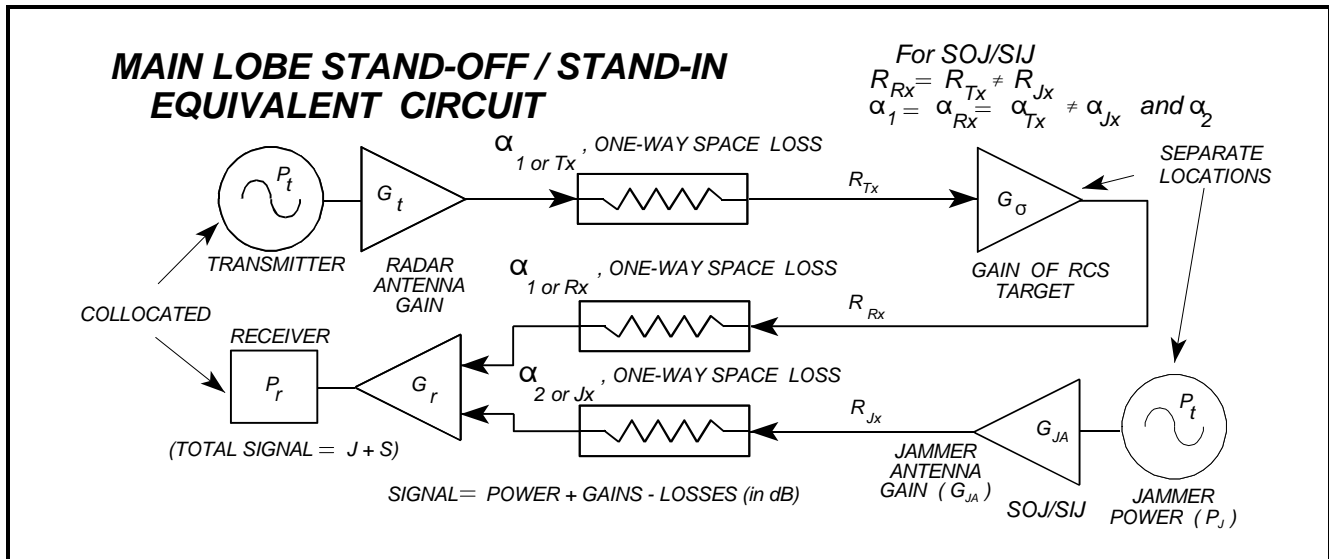 MAIN LOBE STAND-OFF / STAND-IN
EQUIVALENT CIRCUIT
For SOJ/SIJ
R_Rx = R_Tx ≠ R_Jx
α_1 = α_Rx = α_Tx ≠ α_Jx and α_2
α_1 or Tx , ONE-WAY SPACE LOSS
SEPARATE
LOCATIONS
P_t
G_t
R_Tx
G_σ
TRANSMITTER
RADAR
ANTENNA
GAIN
α_1 or Rx , ONE-WAY SPACE LOSS
GAIN OF RCS
TARGET
COLLOCATED
R_Rx
RECEIVER
P_r
G_r
α_2 or Jx , ONE-WAY SPACE LOSS
R_Jx
G_JA
P_t
(TOTAL SIGNAL = J + S)
JAMMER
ANTENNA
GAIN ( G_JA )
SIGNAL = POWER + GAINS - LOSSES (in dB)
SOJ/SIJ
JAMMER
POWER ( P_J )